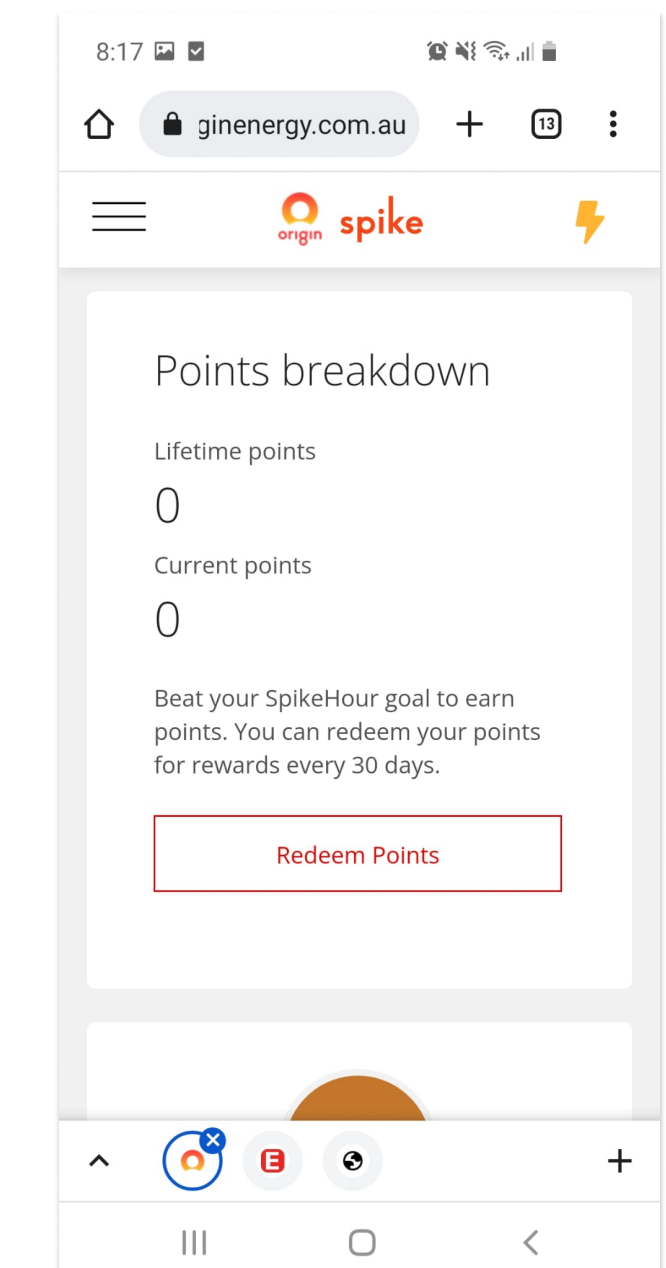 8:17
ginenergy.com.au
13
origin
spike
Points breakdown
Lifetime points
0
Current points
0
Beat your SpikeHour goal to earn
points. You can redeem your points
for rewards every 30 days.
Redeem Points
E